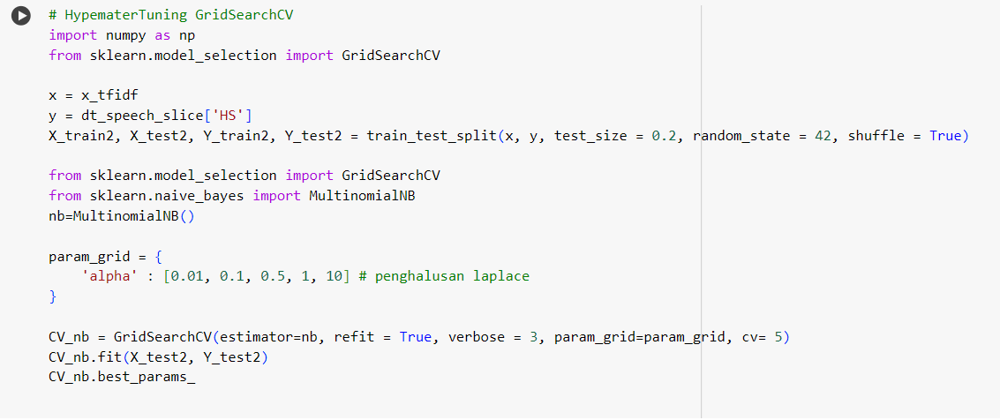 # HypematerTuning GridSearchCV
import numpy as np
from sklearn.model_selection import GridSearchCV
x = x_tfidf
y = dt_speech_slice['HS']
X_train2, X_test2, Y_train2, Y_test2 = train_test_split(x, y, test_size = 0.2, random_state = 42, shuffle = True)
from sklearn.model_selection import GridSearchCV
from sklearn.naive_bayes import MultinomialNB
nb=MultinomialNB()
param_grid = {
    'alpha' : [0.01, 0.1, 0.5, 1, 10] # penghalusan laplace
}
CV_nb = GridSearchCV(estimator=nb, refit = True, verbose = 3, param_grid=param_grid, cv= 5)
CV_nb.fit(X_test2, Y_test2)
CV_nb.best_params_